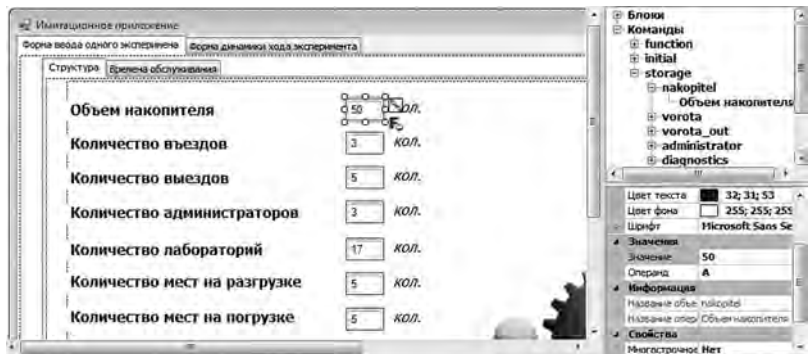 Имитационное приложение
Форма ввода одного эксперимена Форма динамики хода эксперимента
Структура Времена обслуживания
Объем накопителя 50 кол.
Количество въездов 3 кол.
Количество выездов 5 кол.
Количество администраторов 3 кол.
Количество лабораторий 17 кол.
Количество мест на разгрузке 5 кол.
Количество мест на погрузке 5 кол.
Блоки
Команды
function
initial
storage
nakopitel
Объем накопителя
vorota
vorota_out
administrator
diagnostics
Цвет текста 32; 31; 53
Цвет фона 255; 255; 255
Шрифт Microsoft Sans Se
Значения
Значение 50
Операнд A
Информация
Название объе nakopitel
Название опер Объем накопителя
Свойства
Многострочное Нет